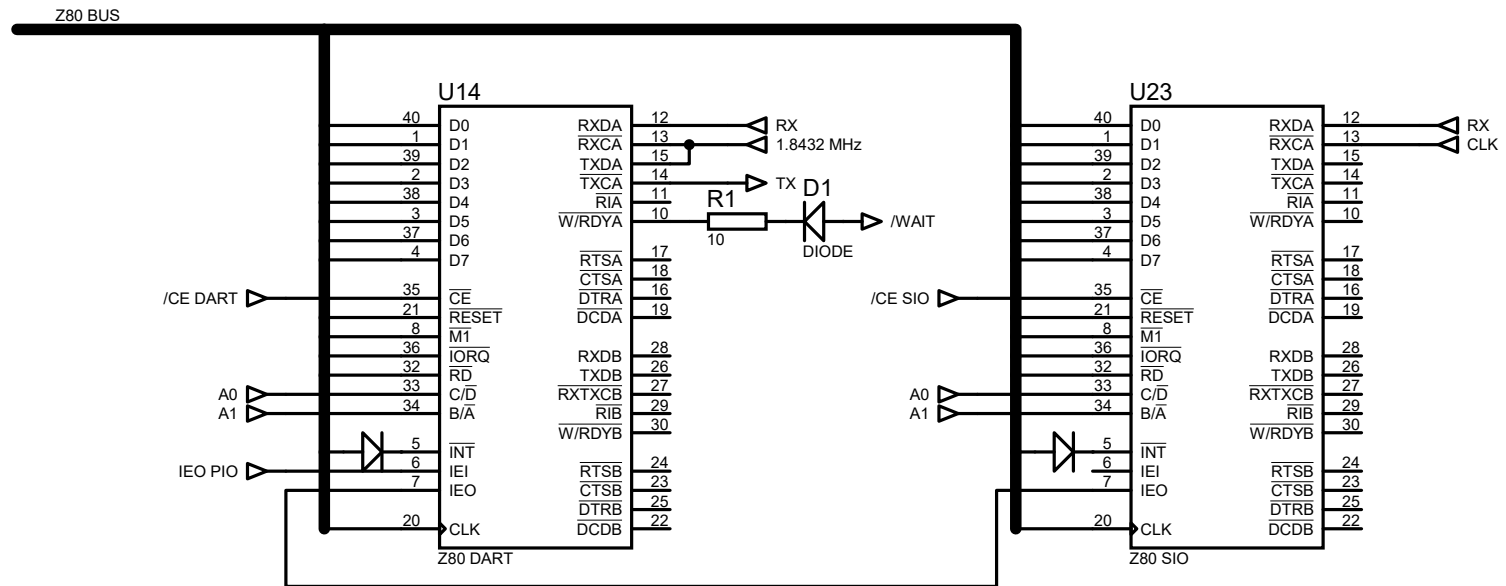 Z80 BUS
U14
40 D0 RXDA 12 RX
1 D1 RXCA 13 1.8432 MHz
39 D2 TXDA 15
2 D3 TXCA 14 TX
38 D4 RIA 11
3 D5 W/RDYA 10 R1 10 D1 DIODE /WAIT
37 D6
4 D7 RTSA 17
CTSA 18
/CE DART 35 CE DTRA 16
21 RESET DCDA 19
8 M1
36 IORQ RXDB 28
32 RD TXDB 26
A0 33 C/D RXTXCB 27
A1 34 B/A RIB 29
W/RDYB 30
5 INT
IEO PIO 6 IEI RTSB 24
7 IEO CTSB 23
DTRB 25
20 CLK DCDB 22
Z80 DART
U23
40 D0 RXDA 12 RX
1 D1 RXCA 13 CLK
39 D2 TXDA 15
2 D3 TXCA 14
38 D4 RIA 11
3 D5 W/RDYA 10
37 D6
4 D7 RTSA 17
CTSA 18
/CE SIO 35 CE DTRA 16
21 RESET DCDA 19
8 M1
36 IORQ RXDB 28
32 RD TXDB 26
A0 33 C/D RXTXCB 27
A1 34 B/A RIB 29
W/RDYB 30
5 INT
6 IEI RTSB 24
7 IEO CTSB 23
DTRB 25
20 CLK DCDB 22
Z80 SIO